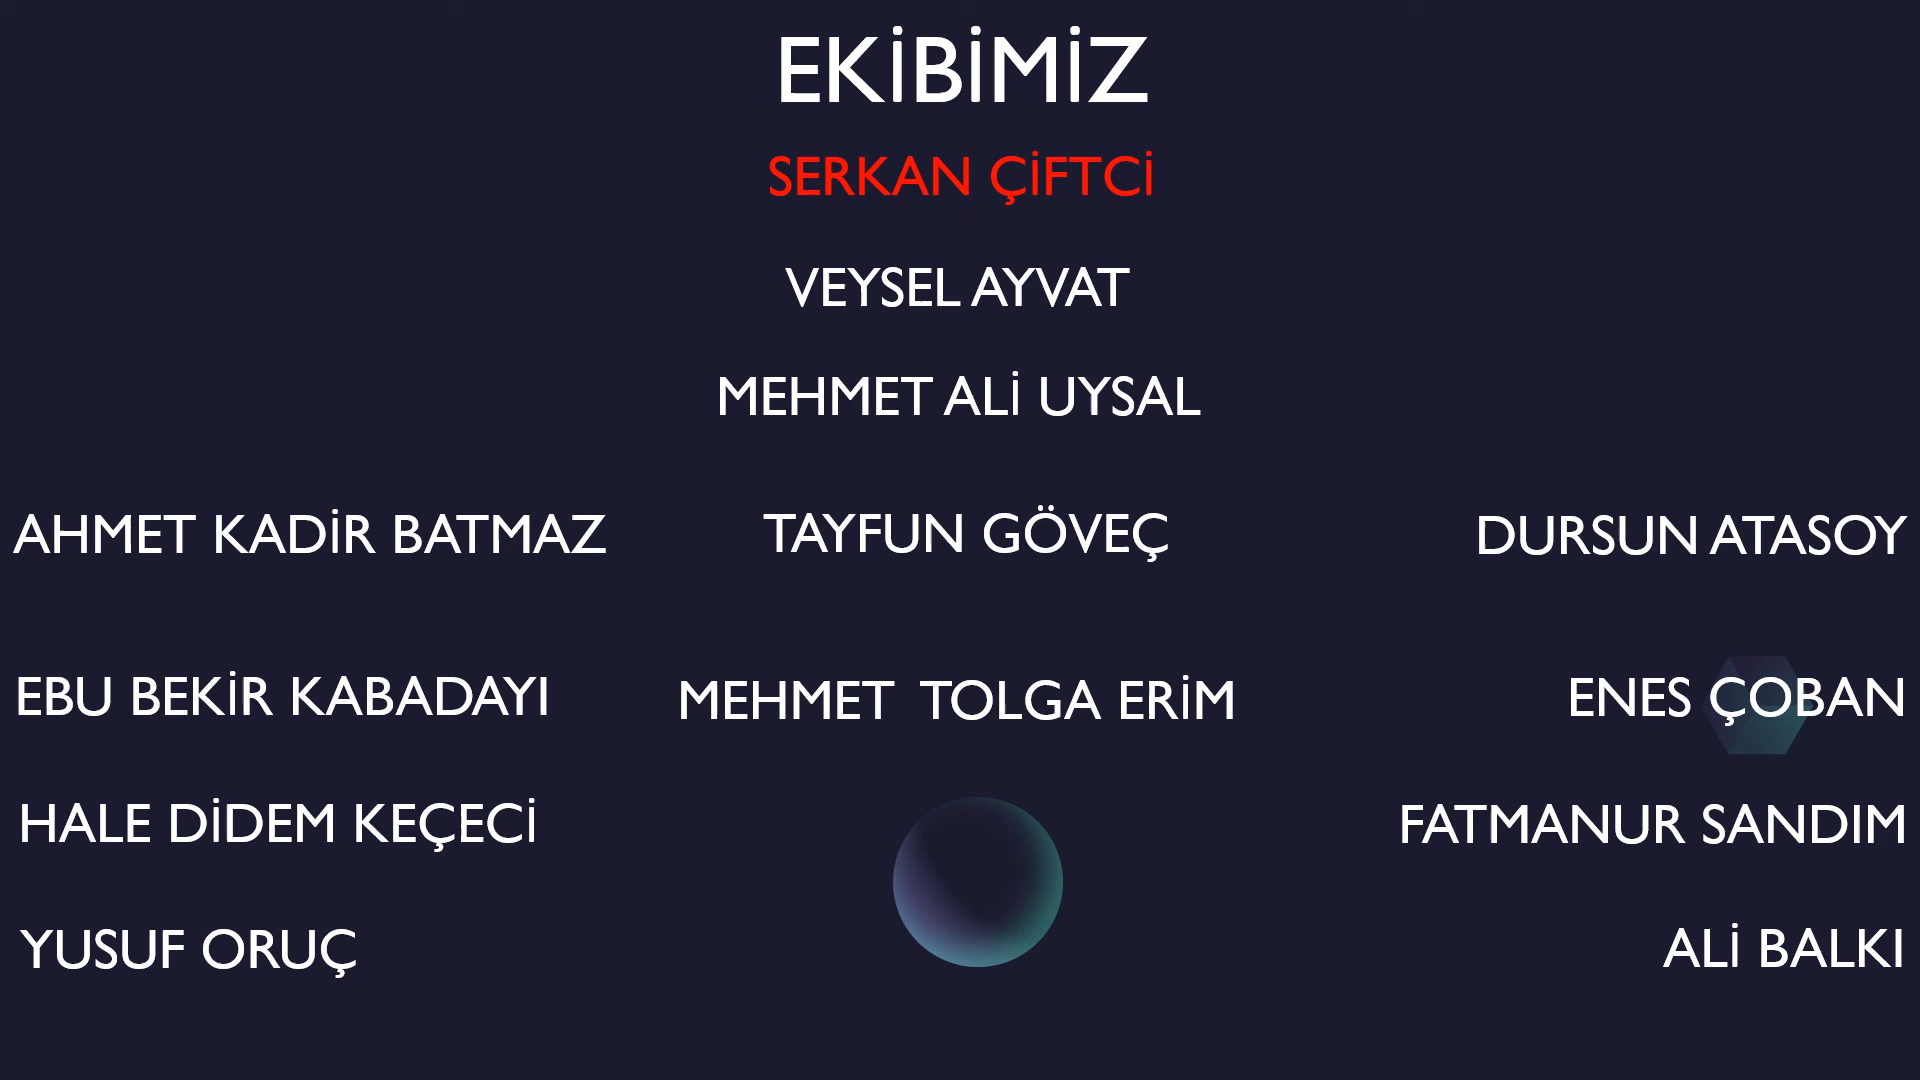 EKİBİMİZ
SERKAN ÇİFTCİ
VEYSEL AYVAT
MEHMET ALİ UYSAL
AHMET KADİR BATMAZ
TAYFUN GÖVEÇ
DURSUN ATASOY
EBU BEKİR KABADAYI
MEHMET TOLGA ERİM
ENES ÇOBAN
HALE DİDEM KEÇECİ
FATMANUR SANDIM
YUSUF ORUÇ
ALİ BALKI